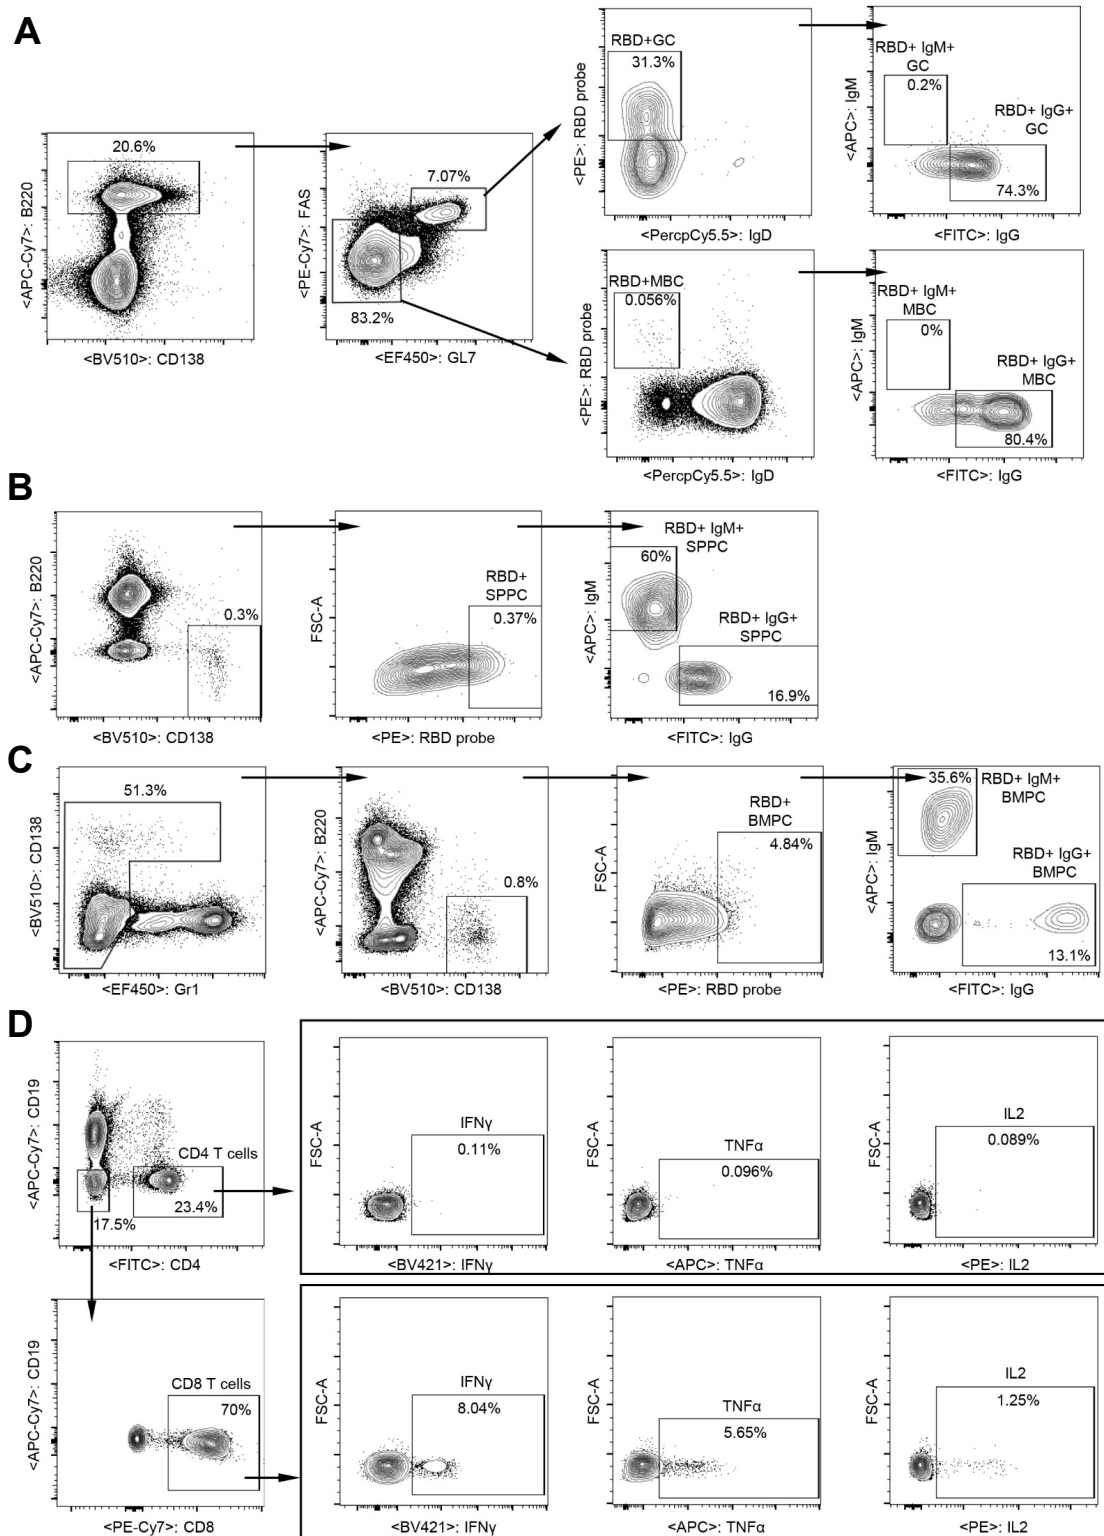 A
20.6%
<APC-Cy7>: B220
<BV510>: CD138
7.07%
<PE-Cy7>: FAS
83.2%
<EF450>: GL7
RBD+GC
31.3%
<PE>: RBD probe
<PercpCy5.5>: IgD
RBD+ IgM+
GC
0.2%
RBD+ IgG+
GC
74.3%
<APC>: IgM
<FITC>: IgG
RBD+MBC
0.056%
<PE>: RBD probe
<PercpCy5.5>: IgD
RBD+ IgM+
MBC
0%
RBD+ IgG+
MBC
80.4%
<APC>: IgM
<FITC>: IgG
B
<APC-Cy7>: B220
0.3%
<BV510>: CD138
FSC-A
RBD+
SPPC
0.37%
<PE>: RBD probe
<APC>: IgM
RBD+ IgM+
SPPC
60%
RBD+ IgG+
SPPC
16.9%
<FITC>: IgG
C
51.3%
<BV510>: CD138
<EF450>: Gr1
<APC-Cy7>: B220
0.8%
<BV510>: CD138
FSC-A
RBD+
BMPC
4.84%
<PE>: RBD probe
<APC>: IgM
35.6%
RBD+ IgM+
BMPC
RBD+ IgG+
BMPC
13.1%
<FITC>: IgG
D
<APC-Cy7>: CD19
CD4 T cells
23.4%
17.5%
<FITC>: CD4
FSC-A
IFNγ
0.11%
<BV421>: IFNγ
FSC-A
TNFα
0.096%
<APC>: TNFα
FSC-A
IL2
0.089%
<PE>: IL2
<APC-Cy7>: CD19
CD8 T cells
70%
<PE-Cy7>: CD8
FSC-A
IFNγ
8.04%
<BV421>: IFNγ
FSC-A
TNFα
5.65%
<APC>: TNFα
FSC-A
IL2
1.25%
<PE>: IL2